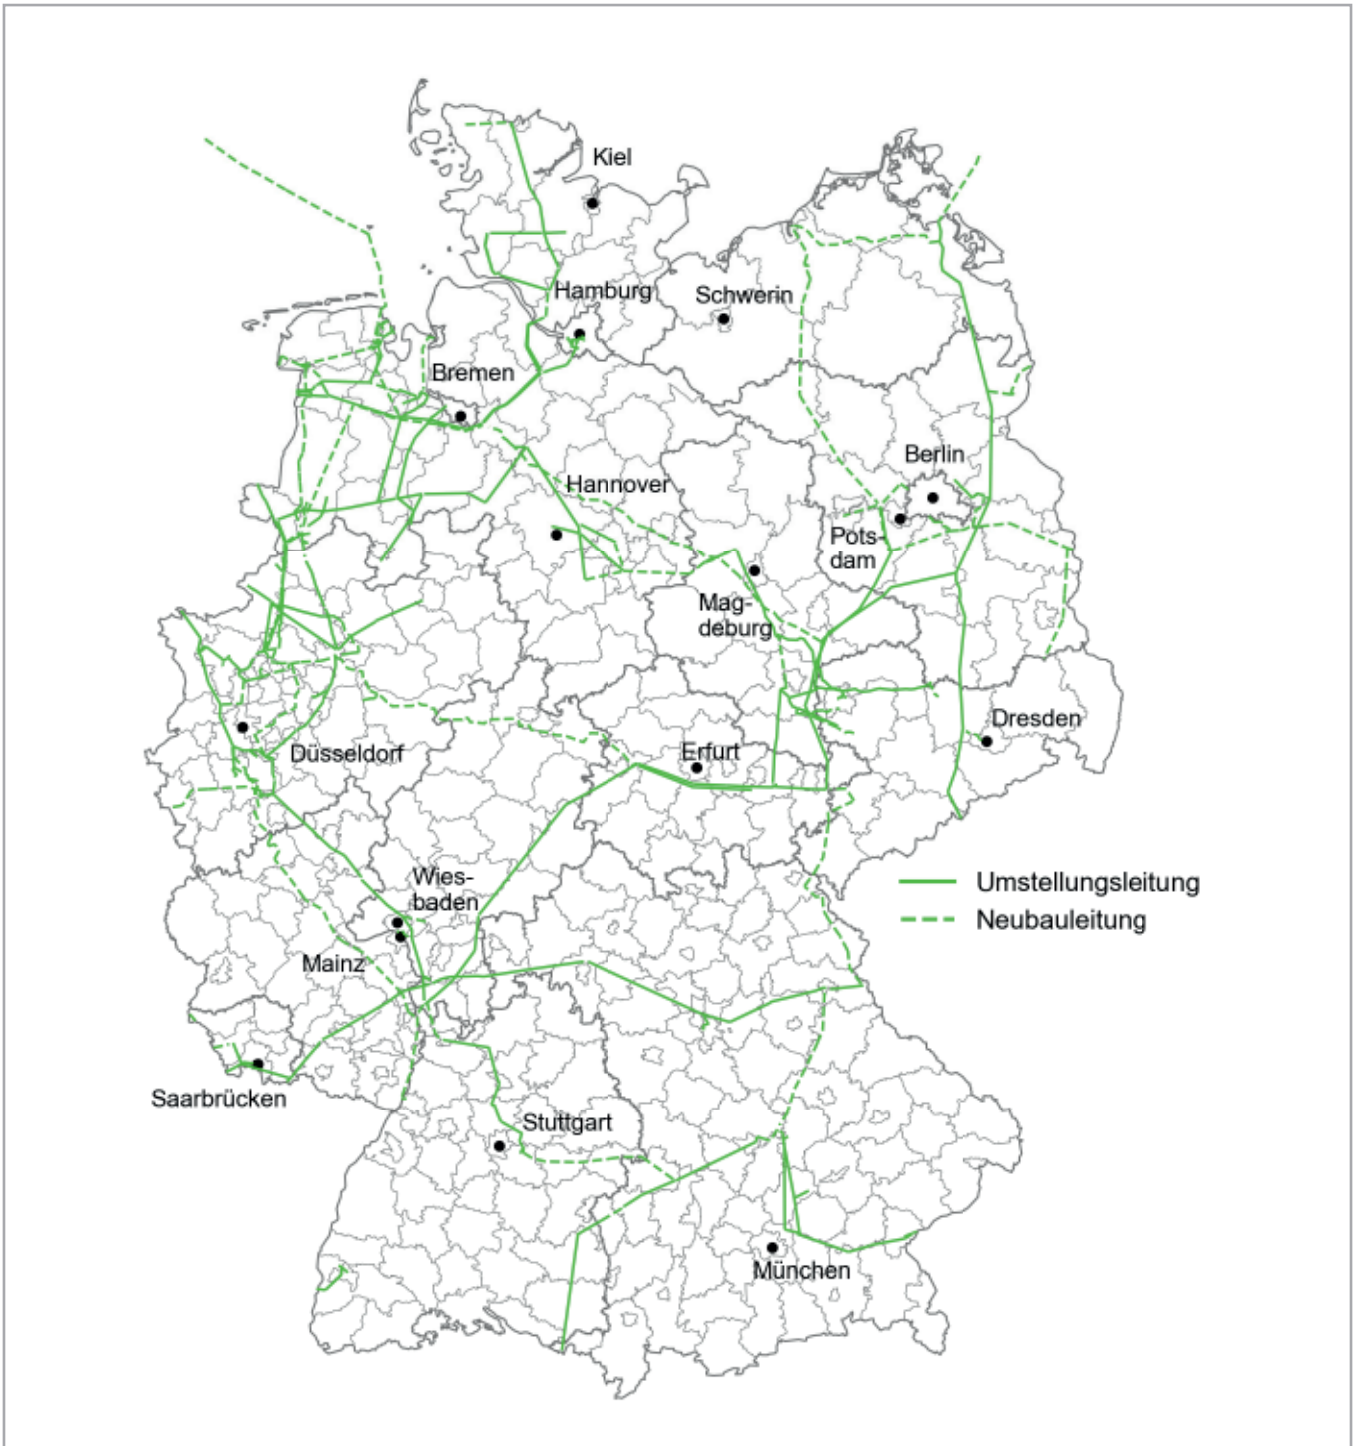 Kiel
Hamburg
Schwerin
Bremen
Berlin
Hannover
Pots-
dam
Mag-
deburg
Dresden
Düsseldorf
Erfurt
Wies-
baden
Umstellungsleitung
Neubauleitung
Mainz
Saarbrücken
Stuttgart
München